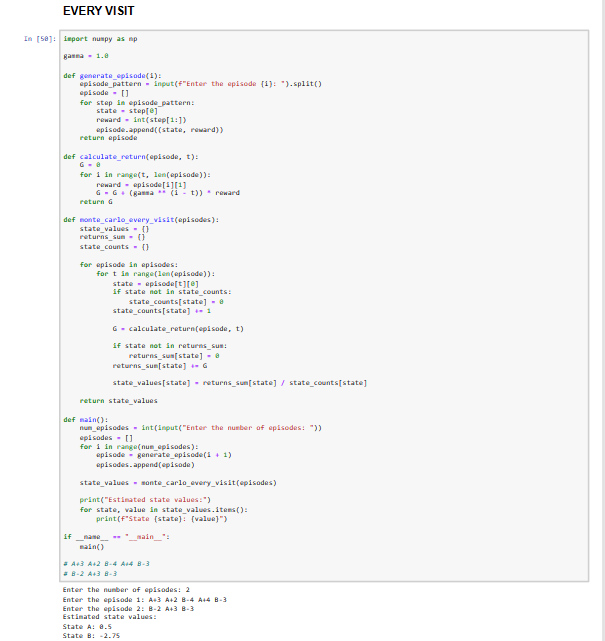 EVERY VISIT
In [50]: import numpy as np
gamma = 1.0
def generate_episode(i):
episode_pattern = input(f"Enter the episode {i}: ").split()
episode = []
for step in episode_pattern:
state = step[0]
reward = int(step[1:])
episode.append((state, reward))
return episode
def calculate_return(episode, t):
G = 0
for i in range(t, len(episode)):
reward = episode[i][1]
G = G + (gamma ** (i - t)) * reward
return G
def monte_carlo_every_visit(episodes):
state_values = {}
returns_sum = {}
state_counts = {}
for episode in episodes:
for t in range(len(episode)):
state = episode[t][0]
if state not in state_counts:
state_counts[state] = 0
state_counts[state] += 1
G = calculate_return(episode, t)
if state not in returns_sum:
returns_sum[state] = 0
returns_sum[state] += G
state_values[state] = returns_sum[state] / state_counts[state]
return state_values
def main():
num_episodes = int(input("Enter the number of episodes: "))
episodes = []
for i in range(num_episodes):
episode = generate_episode(i + 1)
episodes.append(episode)
state_values = monte_carlo_every_visit(episodes)
print("Estimated state values:")
for state, value in state_values.items():
print(f"State {state}: {value}")
if __name__ == "__main__":
main()
# A+3 A+2 B-4 A+4 B-3
# B-2 A+3 B-3
Enter the number of episodes: 2
Enter the episode 1: A+3 A+2 B-4 A+4 B-3
Enter the episode 2: B-2 A+3 B-3
Estimated state values:
State A: 0.5
State B: -2.75